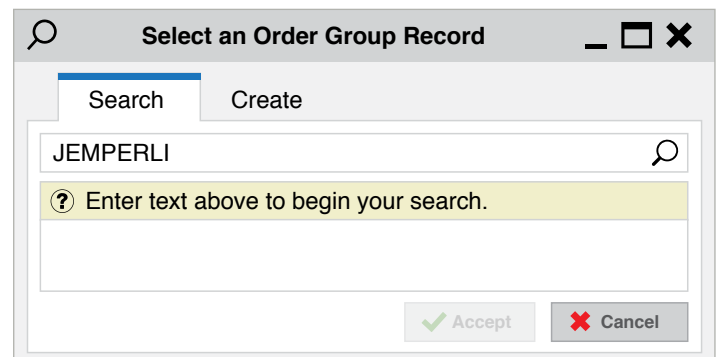 Select an Order Group Record
Search Create
JEMPERLI
? Enter text above to begin your search.
Accept Cancel